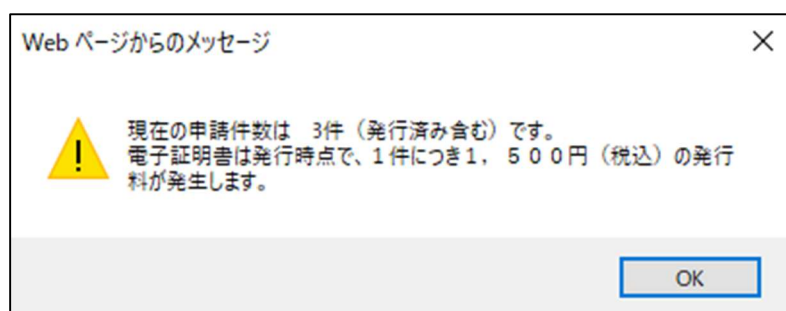 Web ページからのメッセージ
現在の申請件数は　3件（発行済み含む）です。
電子証明書は発行時点で、１件につき１，５００円（税込）の発行
料が発生します。
OK